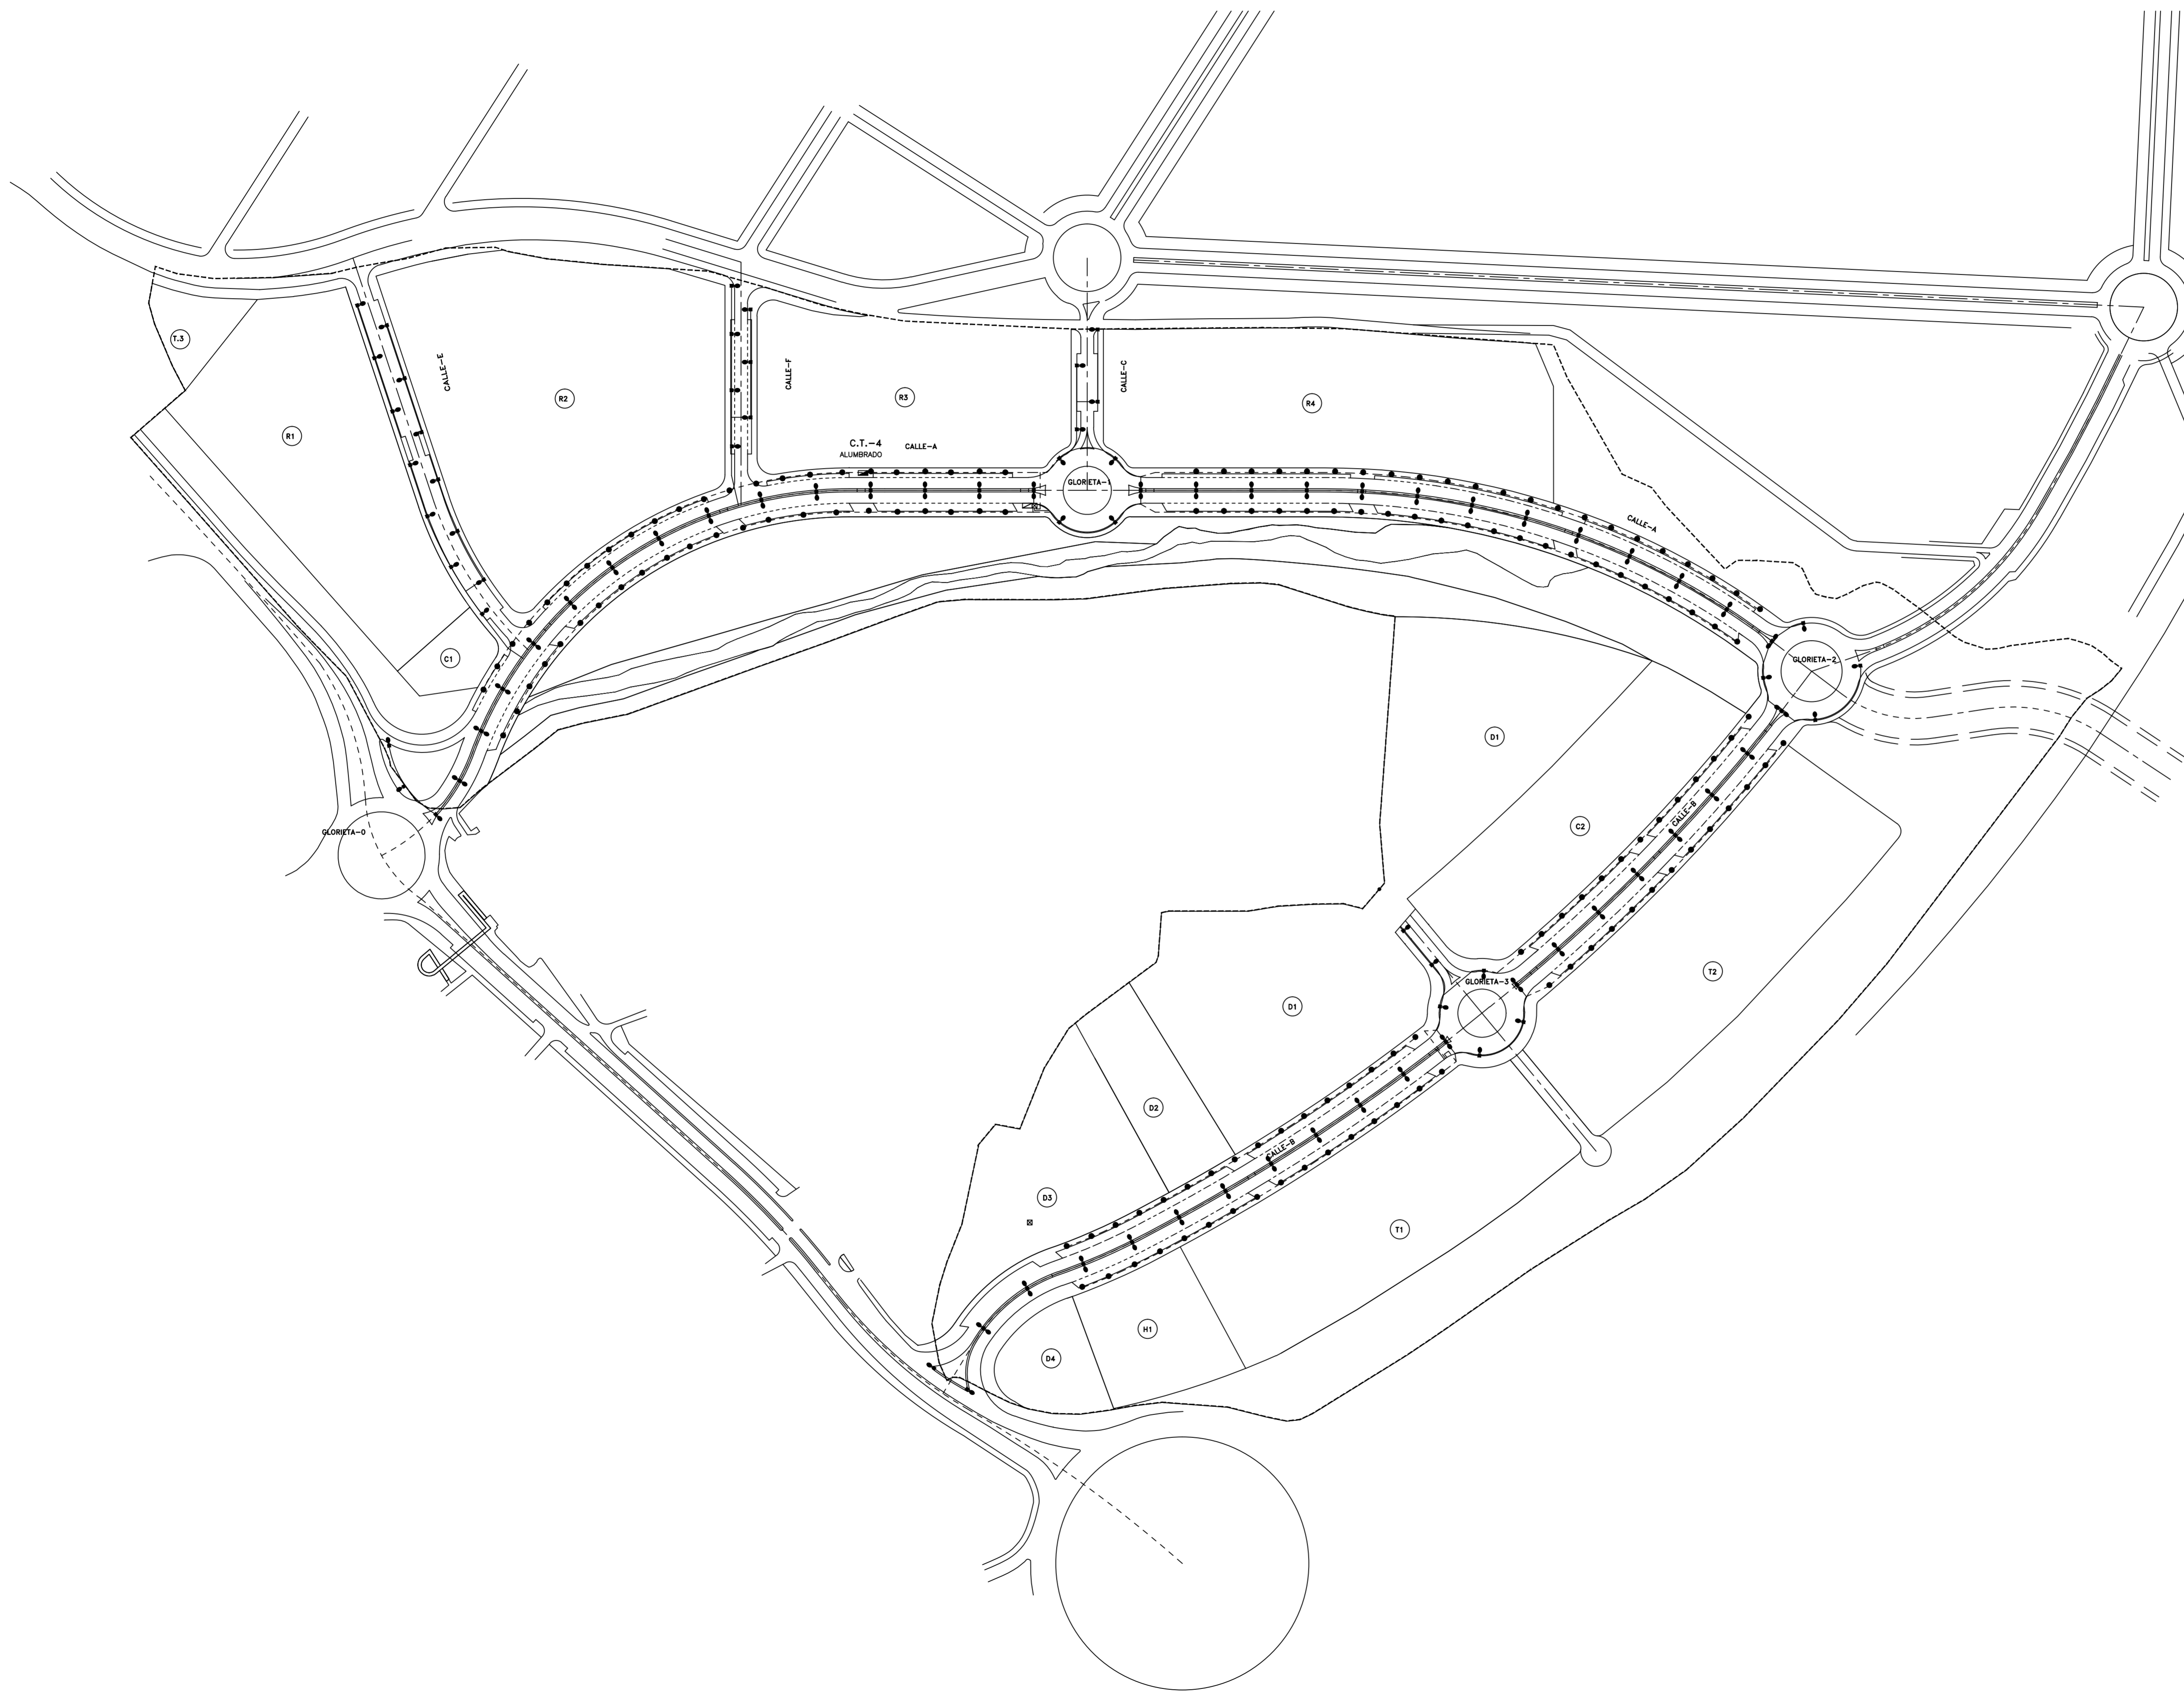 T.3
CALLE-E
CALLE-F
CALLE-C
R1
R2
R3
R4
C.T.-4
ALUMBRADO
CALLE-A
GLORIETA-1
CALLE-A
C1
GLORIETA-2
D1
C2
CALLE-B
GLORIETA-0
T2
GLORIETA-3
D1
D2
CALLE-B
D3
T1
H1
D4